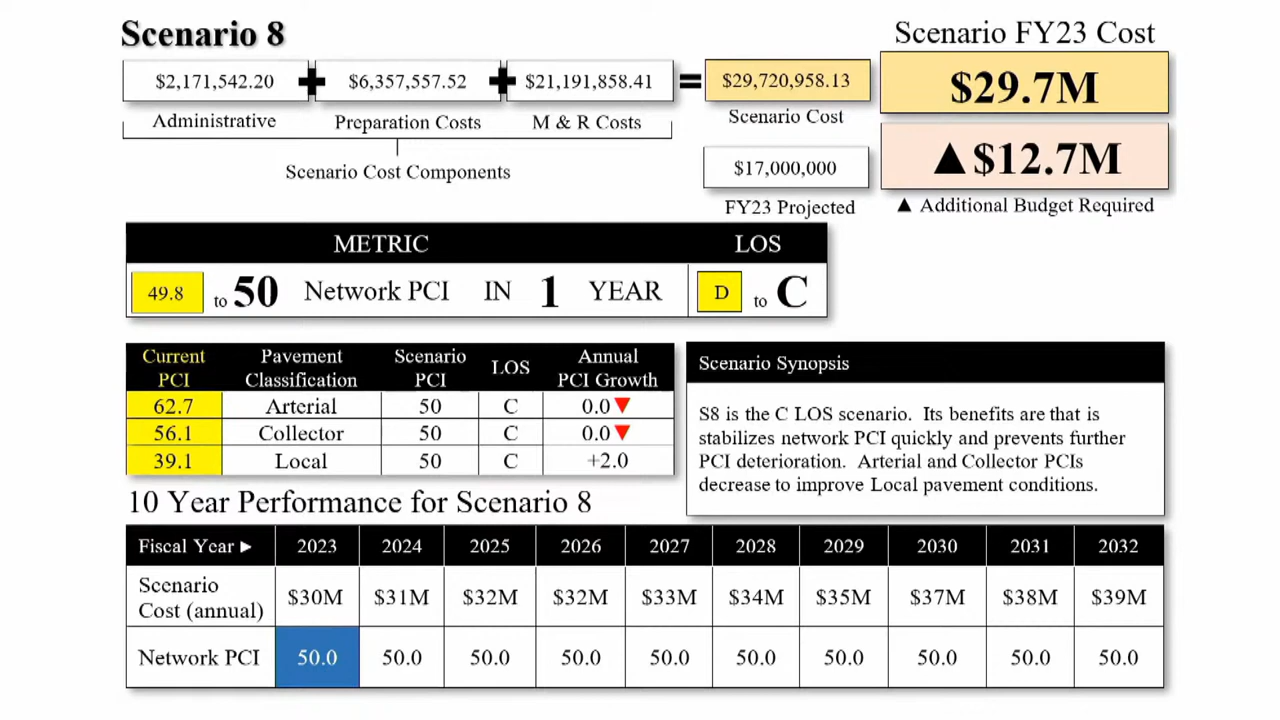 Scenario 8
Scenario FY23 Cost
$2,171,542.20 + $6,357,557.52 + $21,191,858.41 = $29,720,958.13
$29.7M
Administrative Preparation Costs M & R Costs Scenario Cost
Scenario Cost Components
$17,000,000
▲$12.7M
FY23 Projected
▲ Additional Budget Required
METRIC LOS
49.8 to 50 Network PCI IN 1 YEAR D to C
Current PCI Pavement Classification Scenario PCI LOS Annual PCI Growth
62.7 Arterial 50 C 0.0▼
56.1 Collector 50 C 0.0▼
39.1 Local 50 C +2.0
Scenario Synopsis
S8 is the C LOS scenario. Its benefits are that is
stabilizes network PCI quickly and prevents further
PCI deterioration. Arterial and Collector PCIs
decrease to improve Local pavement conditions.
10 Year Performance for Scenario 8
Fiscal Year ► 2023 2024 2025 2026 2027 2028 2029 2030 2031 2032
Scenario Cost (annual) $30M $31M $32M $32M $33M $34M $35M $37M $38M $39M
Network PCI 50.0 50.0 50.0 50.0 50.0 50.0 50.0 50.0 50.0 50.0